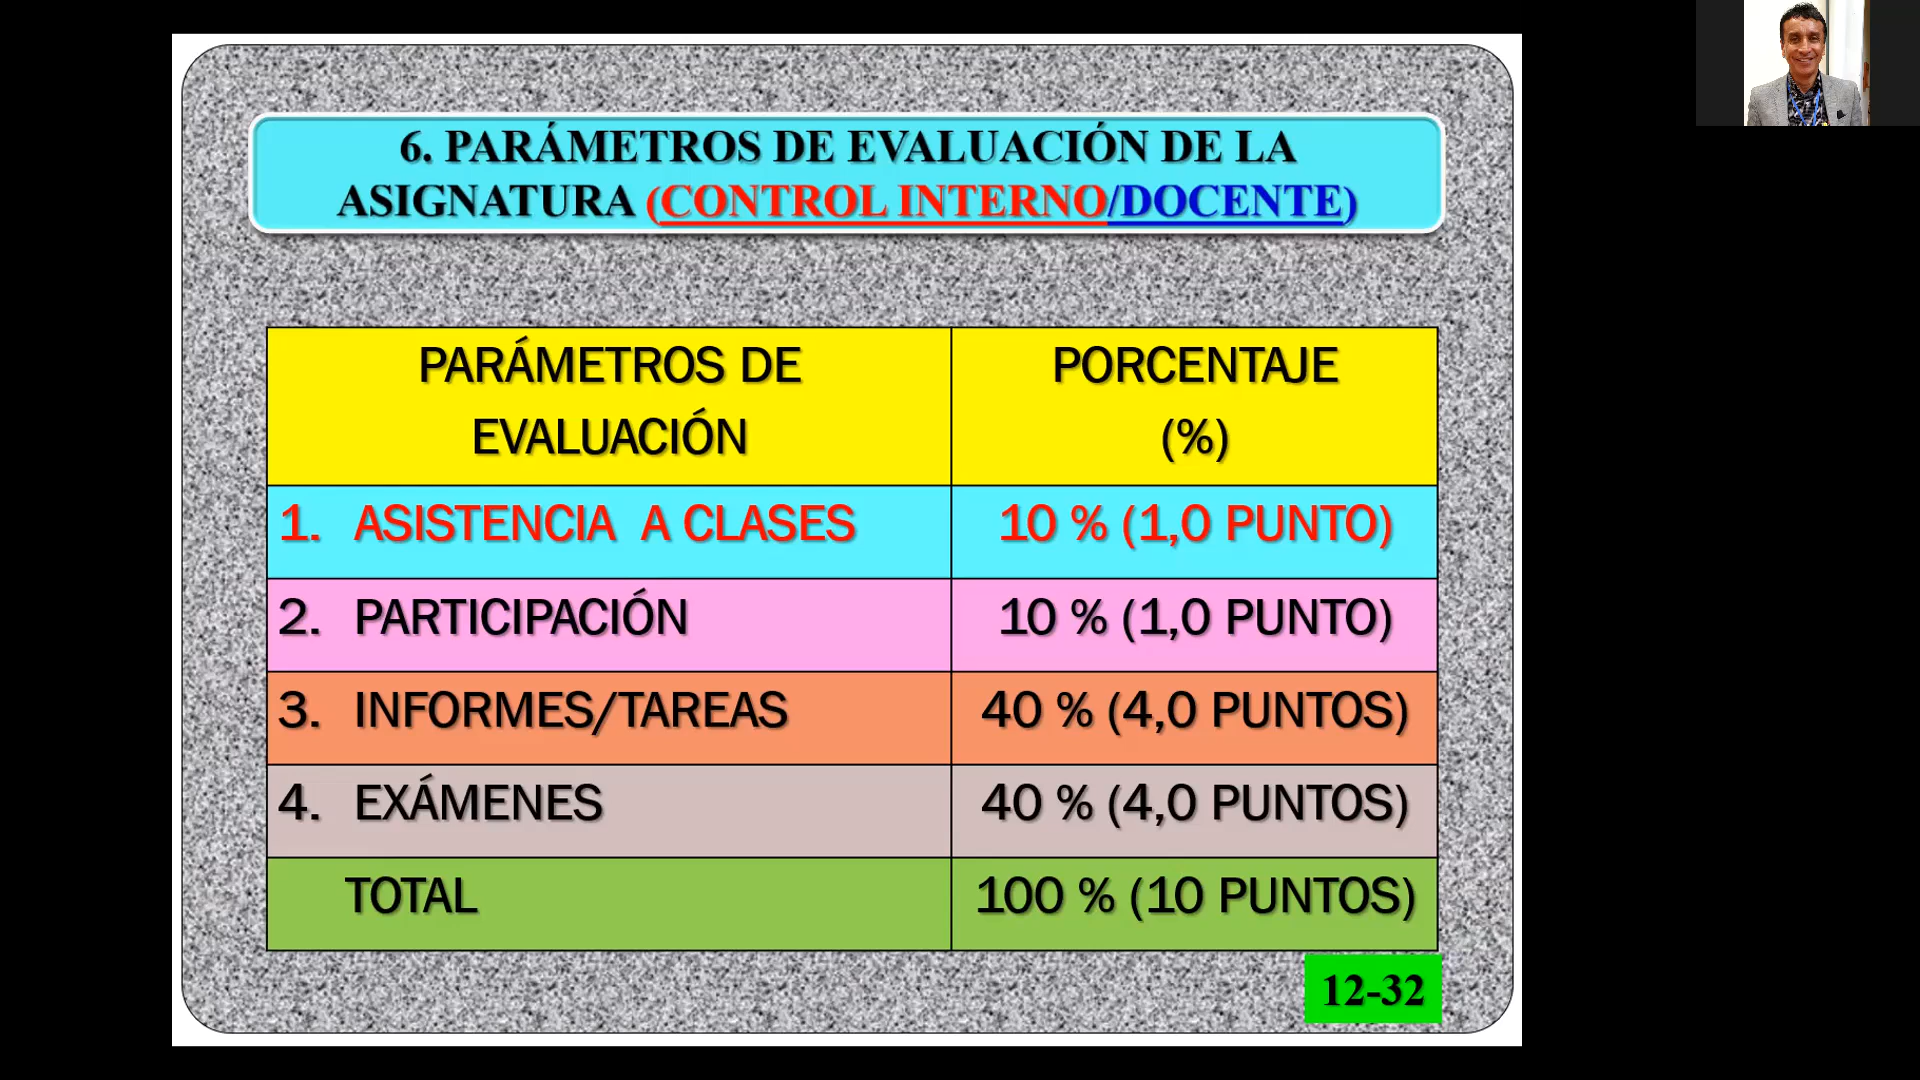 6. PARÁMETROS DE EVALUACIÓN DE LA
ASIGNATURA (CONTROL INTERNO/DOCENTE)
PARÁMETROS DE
EVALUACIÓN
PORCENTAJE
(%)
1. ASISTENCIA A CLASES
10 % (1,0 PUNTO)
2. PARTICIPACIÓN
10 % (1,0 PUNTO)
3. INFORMES/TAREAS
40 % (4,0 PUNTOS)
4. EXÁMENES
40 % (4,0 PUNTOS)
TOTAL
100 % (10 PUNTOS)
12-32